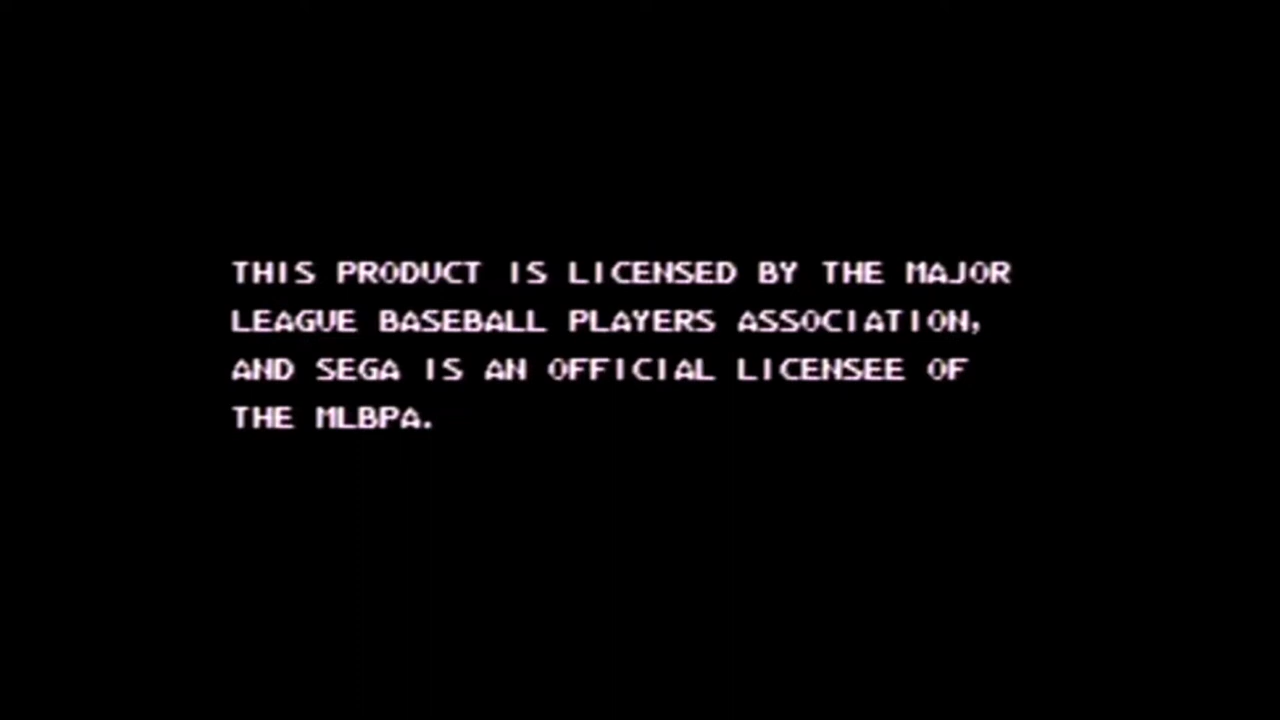 THIS PRODUCT IS LICENSED BY THE MAJOR
LEAGUE BASEBALL PLAYERS ASSOCIATION,
AND SEGA IS AN OFFICIAL LICENSEE OF
THE MLBPA.